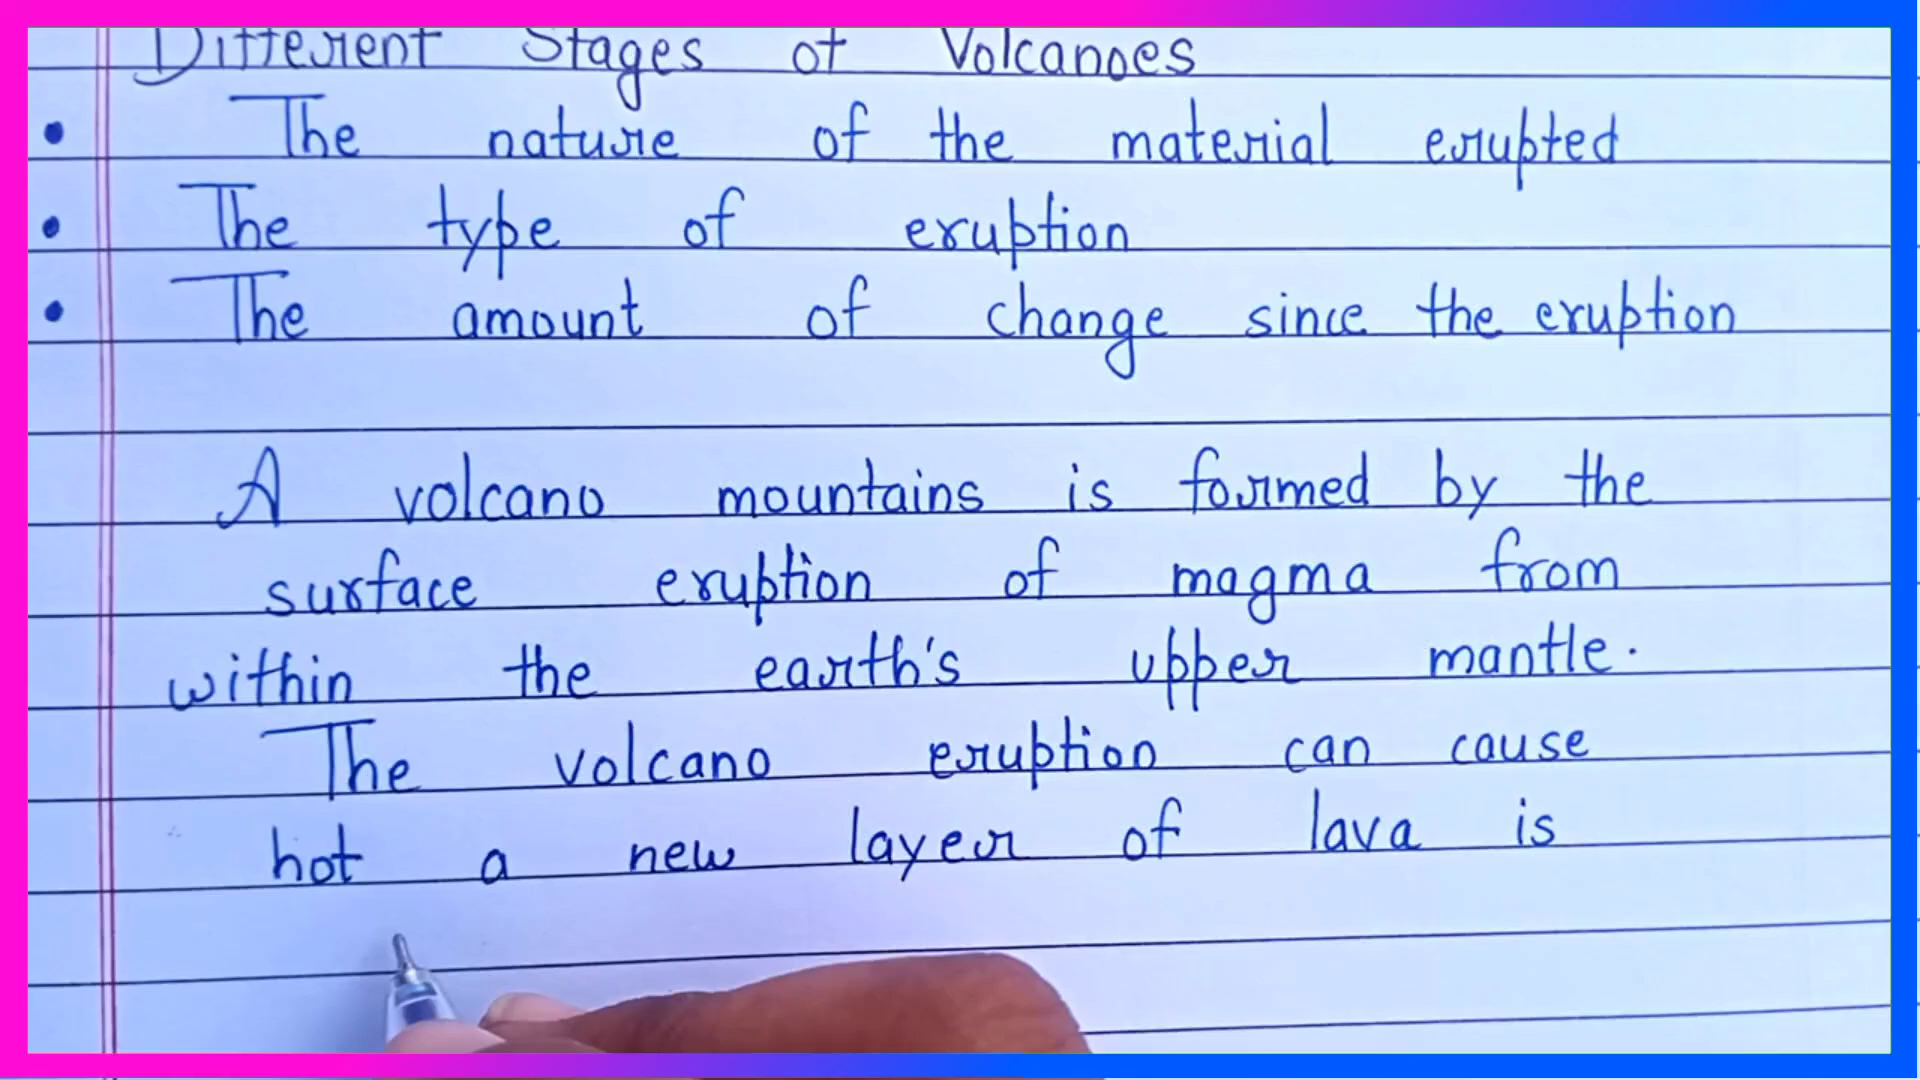 Different Stages of Volcanoes
• The nature of the material erupted
• The type of eruption
• The amount of change since the eruption
A volcano mountains is formed by the
surface eruption of magma from
within the earth's upper mantle.
The volcano eruption can cause
hot a new layer of lava is